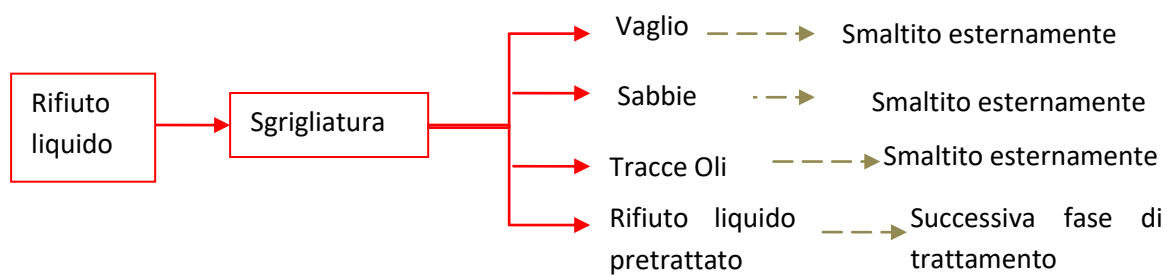 Rifiuto
liquido
Sgrigliatura
Vaglio
Smaltito esternamente
Sabbie
Smaltito esternamente
Tracce Oli
Smaltito esternamente
Rifiuto liquido
pretrattato
Successiva fase di
trattamento